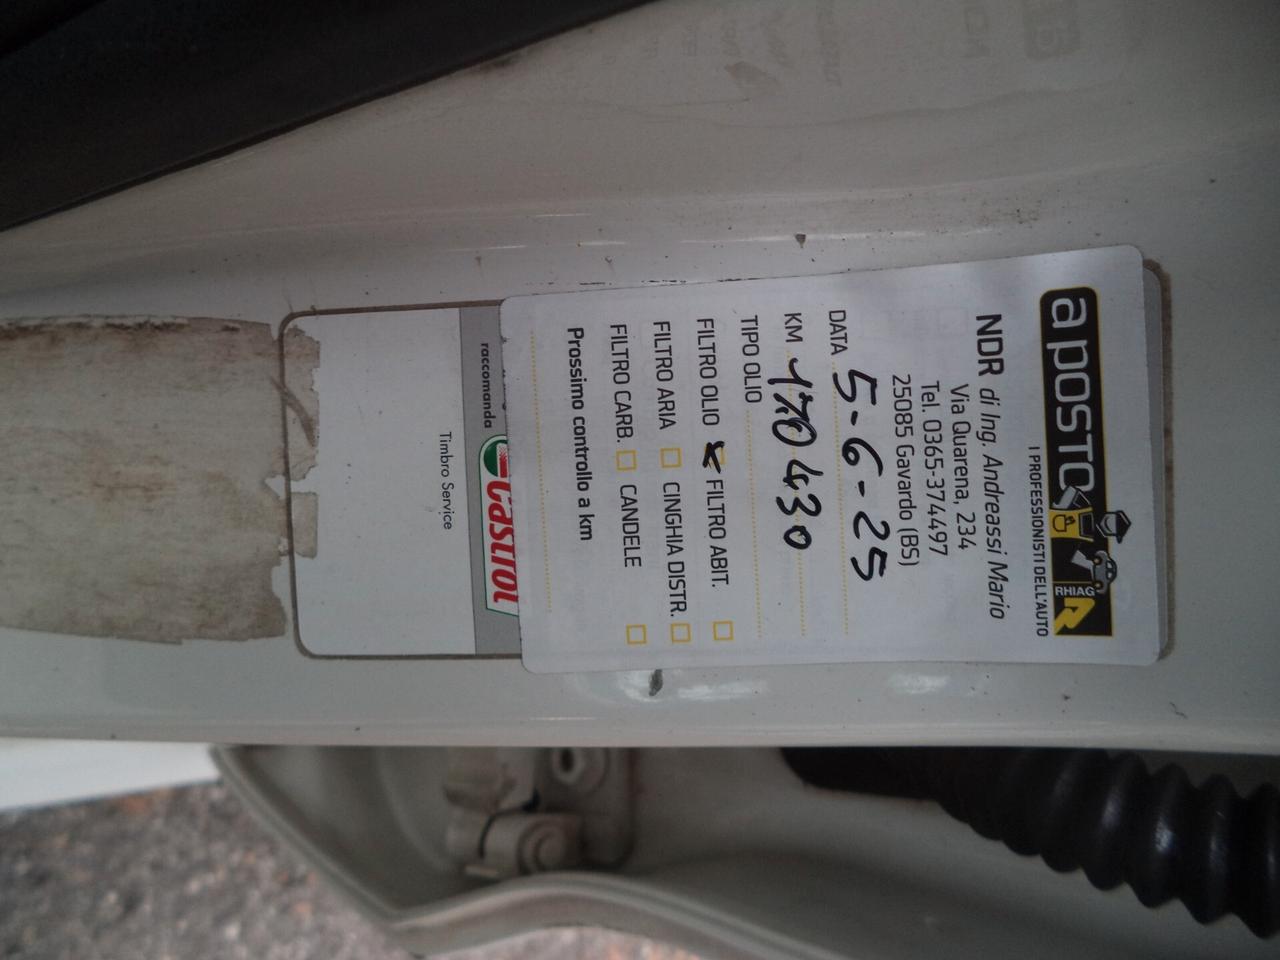 a posto
I PROFESSIONISTI DELL'AUTO
RHIAG
NDR di Ing. Andreassi Mario
Via Quarena, 234
Tel. 0365-374497
25085 Gavardo (BS)
DATA 5-6-25
KM 170430
TIPO OLIO
FILTRO OLIO FILTRO ABIT.
FILTRO ARIA CINGHIA DISTR.
FILTRO CARB. CANDELE
Prossimo controllo a km
raccomanda Castrol
Timbro Service